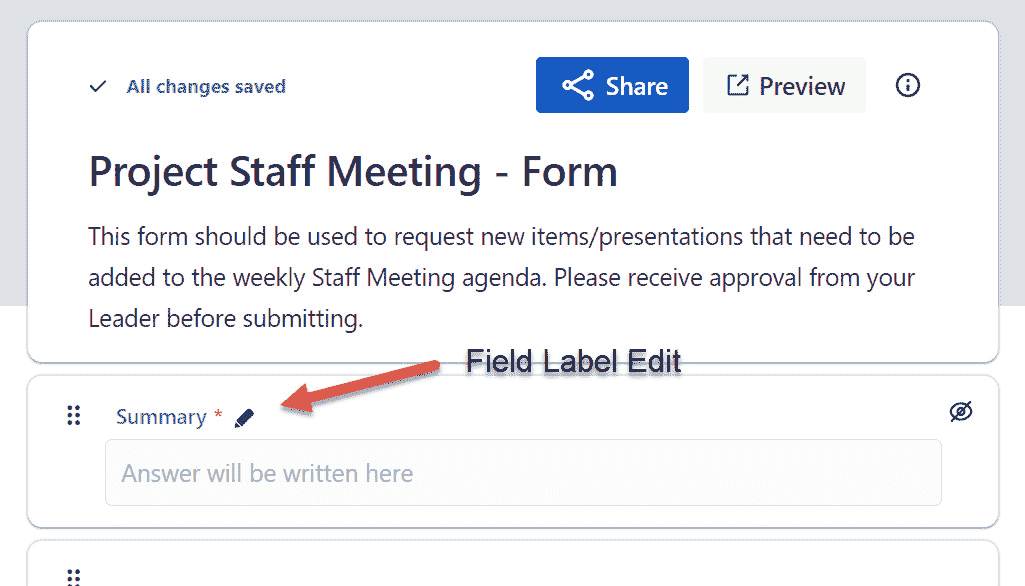 All changes saved
Share
Preview
Project Staff Meeting - Form
This form should be used to request new items/presentations that need to be
added to the weekly Staff Meeting agenda. Please receive approval from your
Leader before submitting.
Field Label Edit
Summary *
Answer will be written here